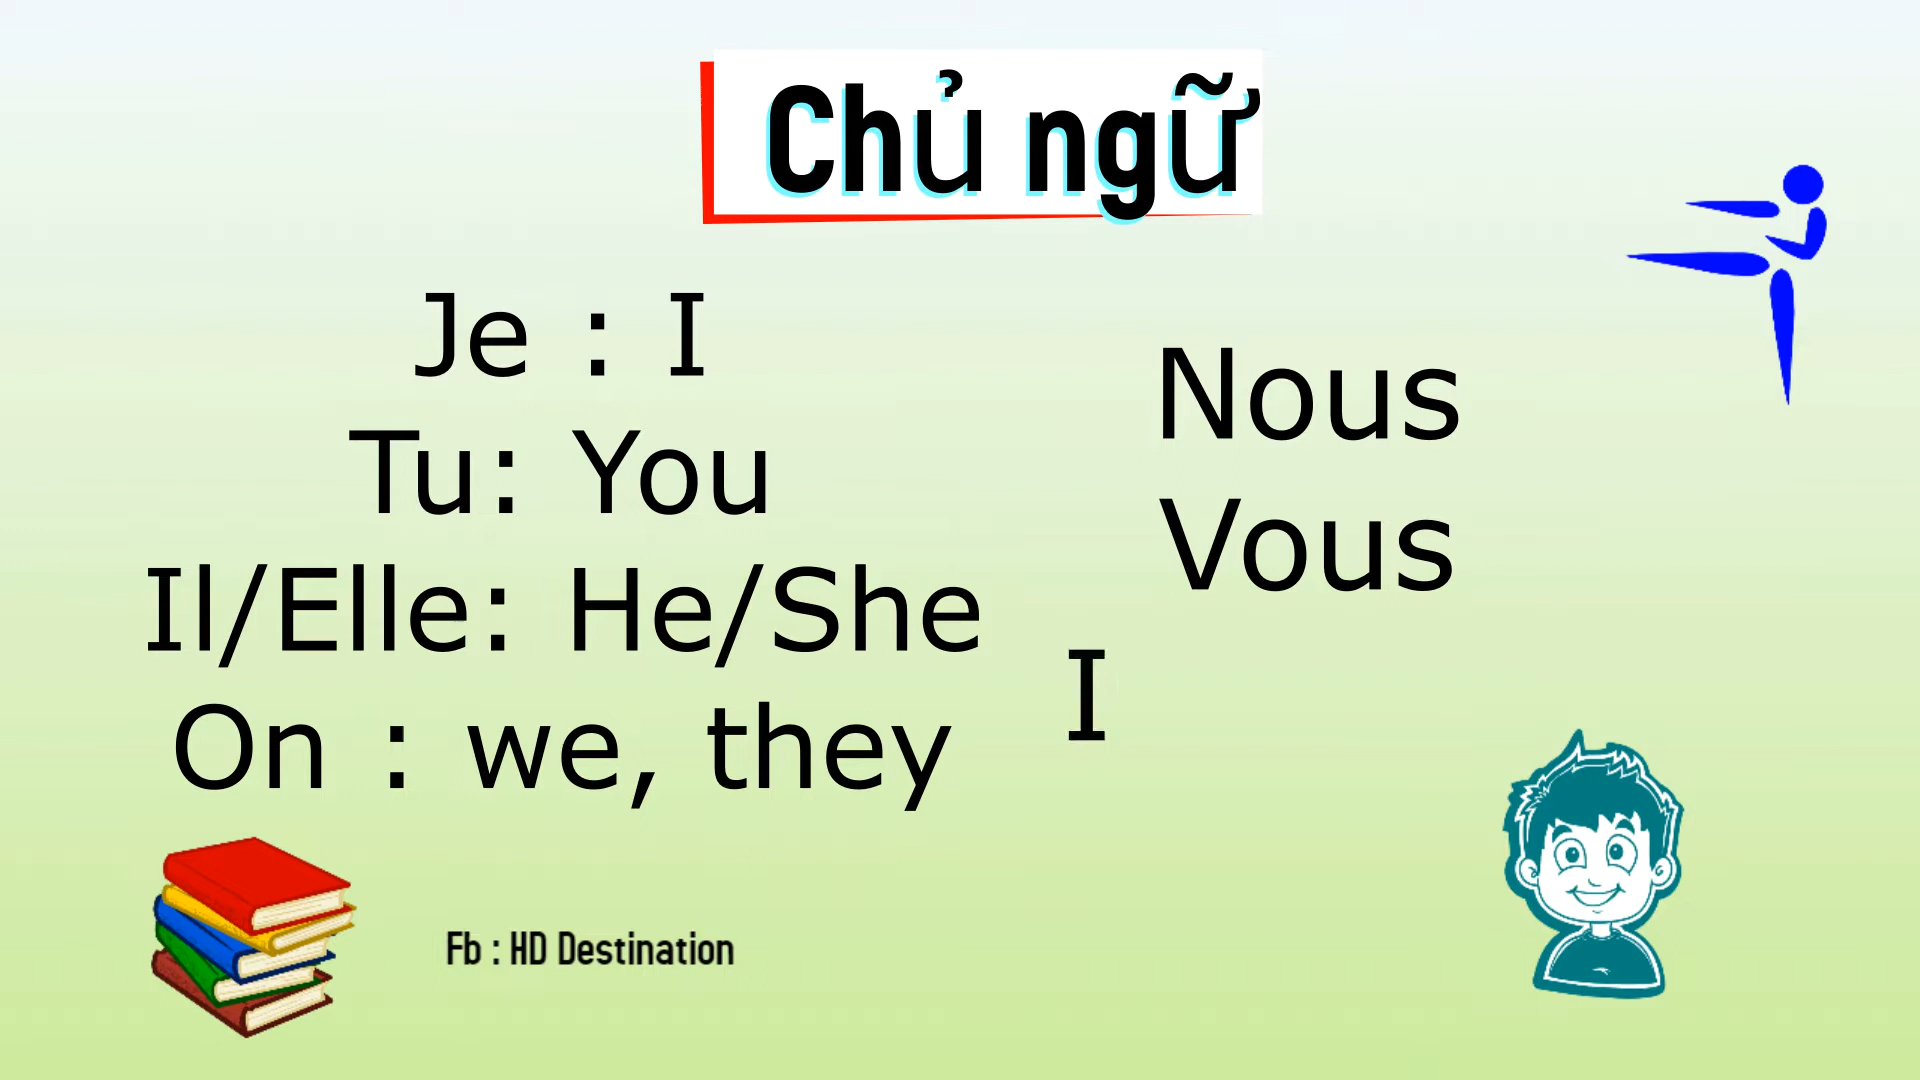 Chủ ngữ
Je : I
Tu: You
Il/Elle: He/She
On : we, they
Nous
Vous
I
Fb : HD Destination